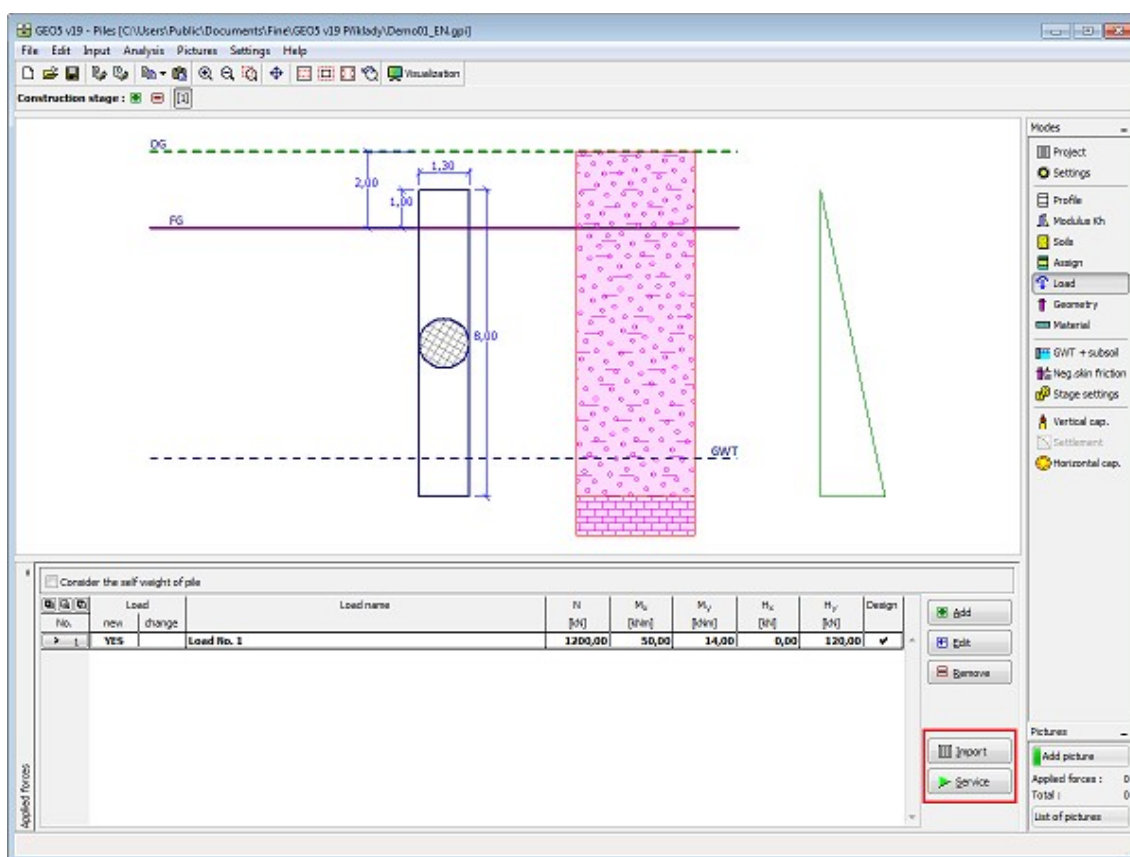 GEO5 v19 - Piles [C:\Users\Public\Documents\Fine\GEO5 v19 Příklady\Demo01_EN.gpi]
File Edit Input Analysis Pictures Settings Help
Visualization
Construction stage : [1]
OG
1,30
2,00
1,00
FG
8,00
GWT
Modes
Project
Settings
Profile
Modulus Kh
Soils
Assign
Load
Geometry
Material
GWT + subsoil
Neg.skin friction
Stage settings
Vertical cap.
Settlement
Horizontal cap.
Applied forces
Consider the self weight of pile
No. Load new change Load name N [kN] Mx [kNm] My [kNm] Hx [kN] Hy [kN] Design
> 1 YES Load No. 1 1200,00 50,00 14,00 0,00 120,00
Add
Edit
Remove
Import
Service
Pictures
Add picture
Applied forces : 0
Total : 0
List of pictures